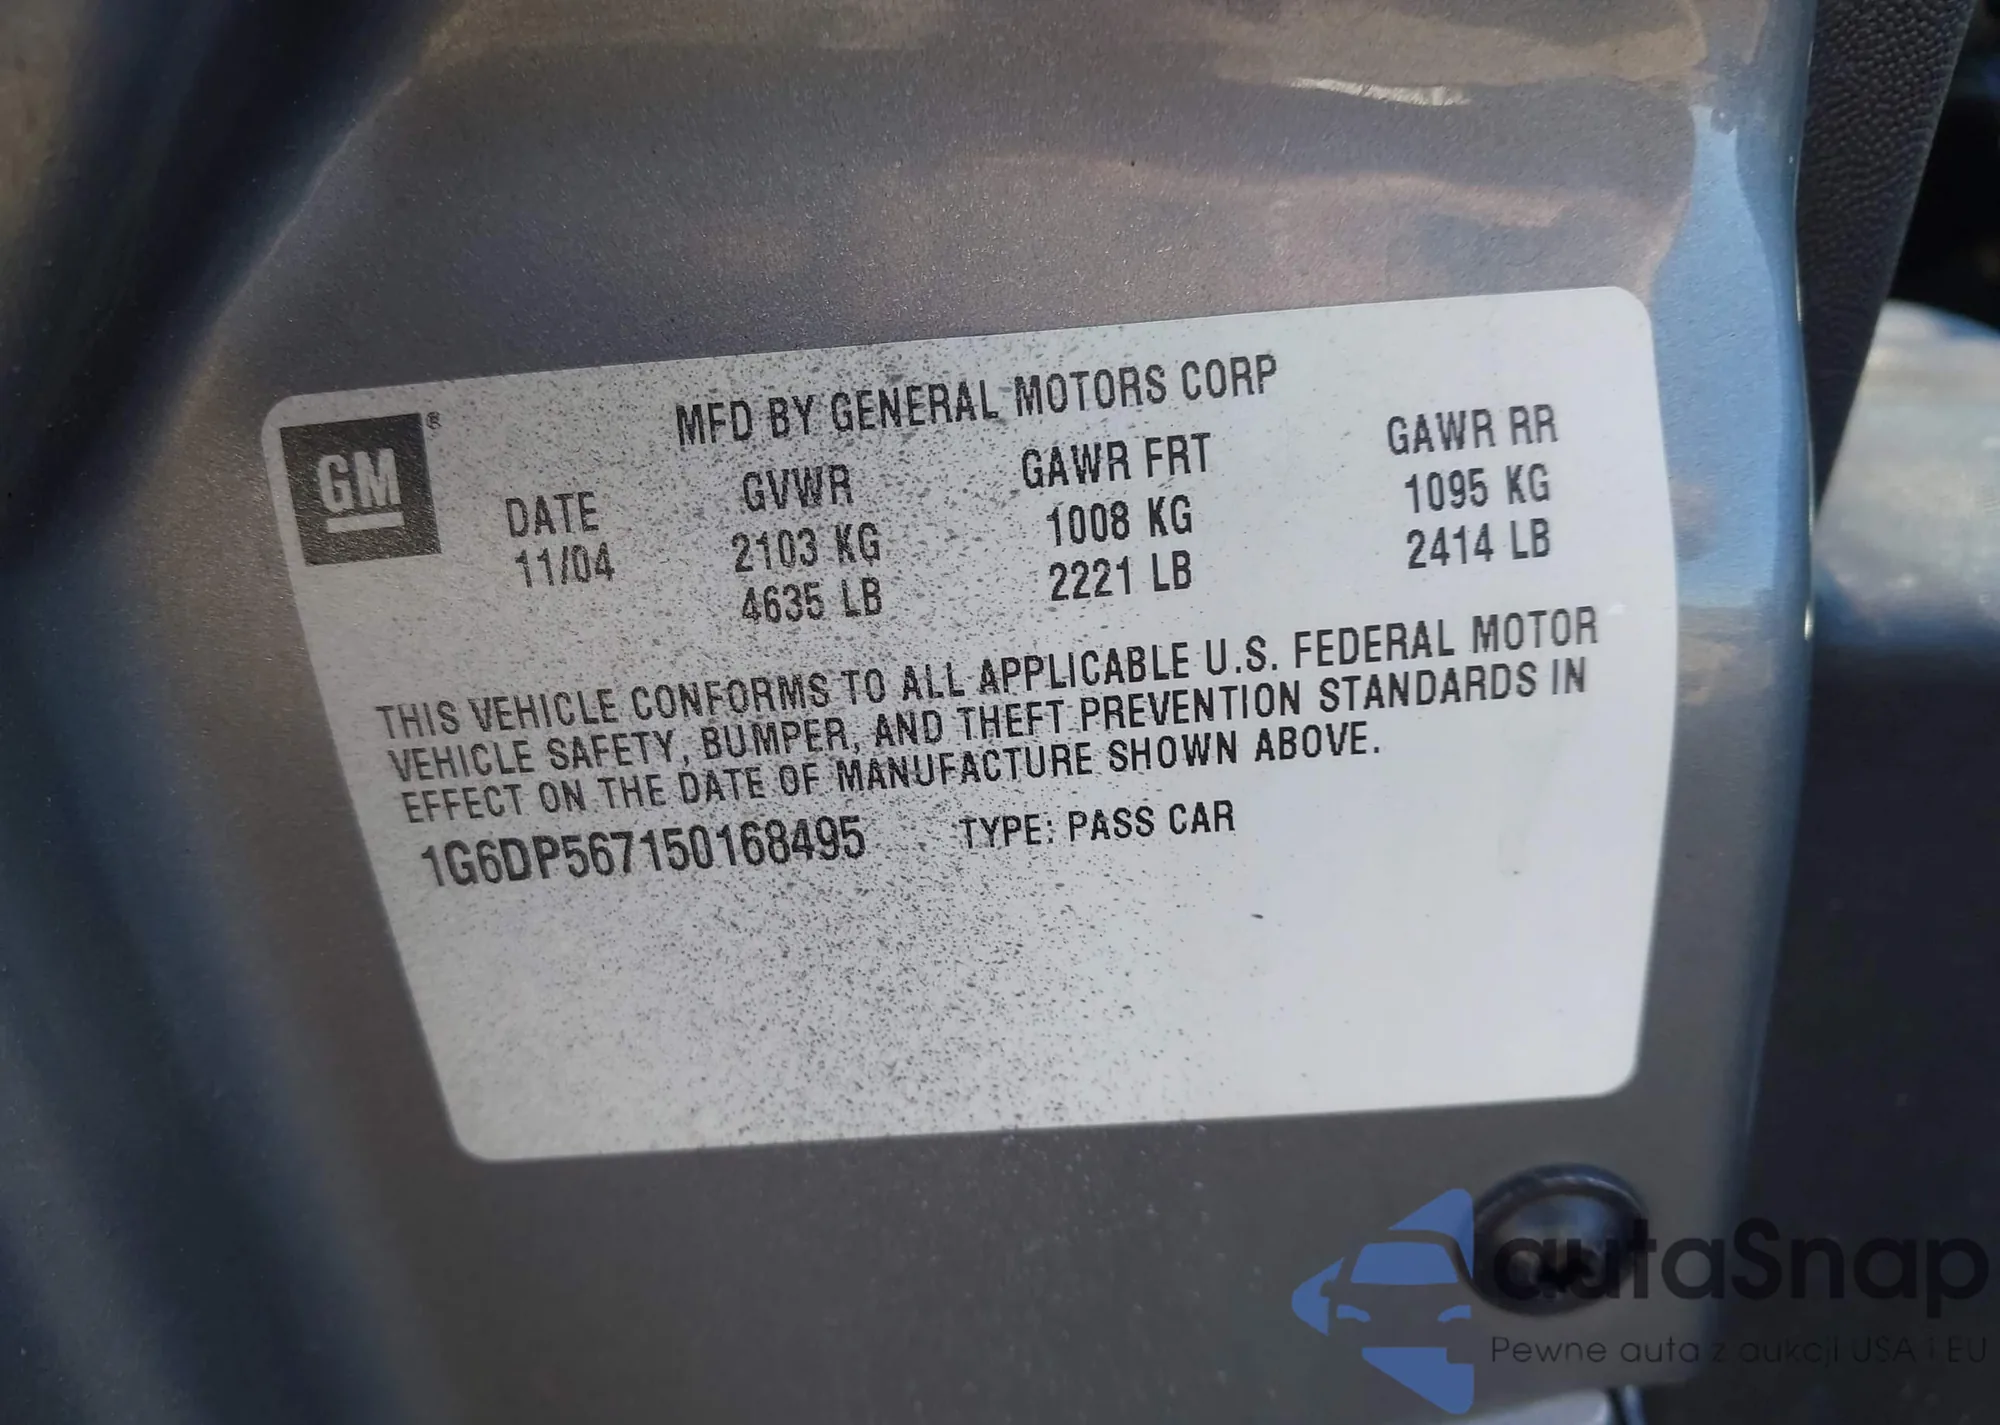 GM®
MFD BY GENERAL MOTORS CORP
DATE GVWR GAWR FRT GAWR RR
11/04 2103 KG 1008 KG 1095 KG
4635 LB 2221 LB 2414 LB
THIS VEHICLE CONFORMS TO ALL APPLICABLE U.S. FEDERAL MOTOR
VEHICLE SAFETY, BUMPER, AND THEFT PREVENTION STANDARDS IN
EFFECT ON THE DATE OF MANUFACTURE SHOWN ABOVE.
1G6DP567150168495 TYPE: PASS CAR
autaSnap
Pewne auta z aukcji USA i EU